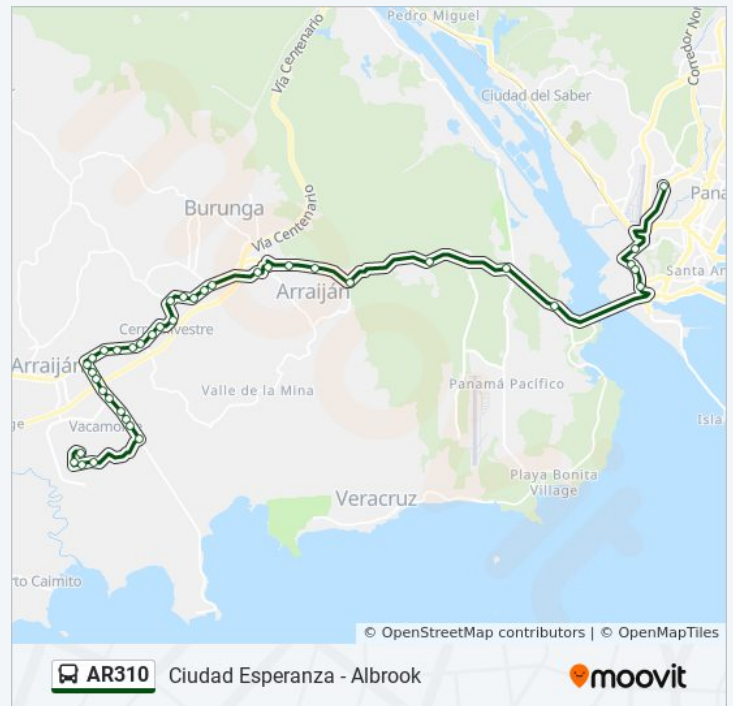 Pedro Miguel
Corredor Nor
Vía Centenario
Ciudad del Saber
Pana
Burunga
Vía Centenario
Santa An
Arraiján
Cerro Silvestre
Arraiján
Valle de la Mina
Panamá Pacífico
ge
Isla
Vacamonte
Playa Bonita
Village
Veracruz
rto Caimito
© OpenStreetMap contributors | © OpenMapTiles
AR310 Ciudad Esperanza - Albrook
moovit